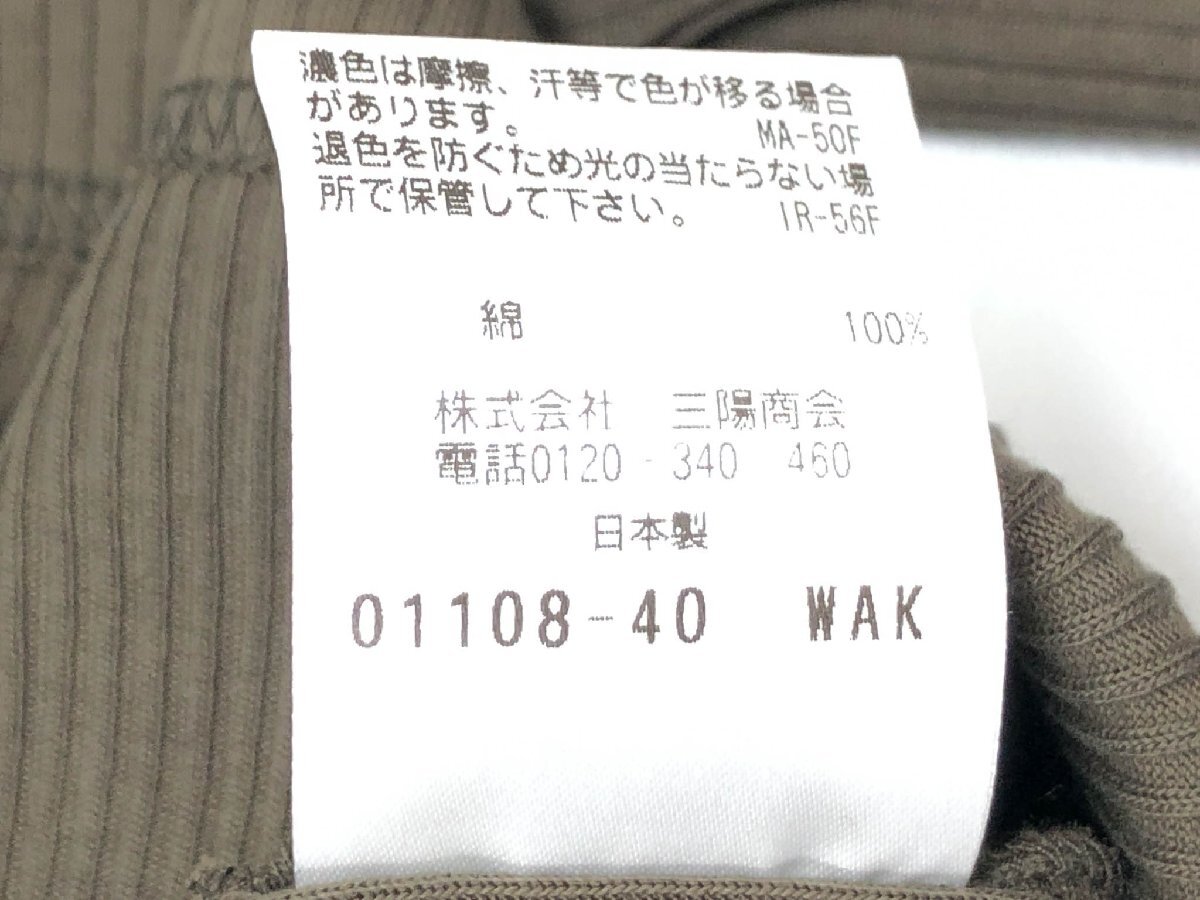 濃色は摩擦、汗等で色が移る場合
があります。 MA-50F
退色を防ぐため光の当たらない場
所で保管して下さい。 IR-56F
綿 100%
株式会社 三陽商会
電話0120-340 460
日本製
01108-40 WAK